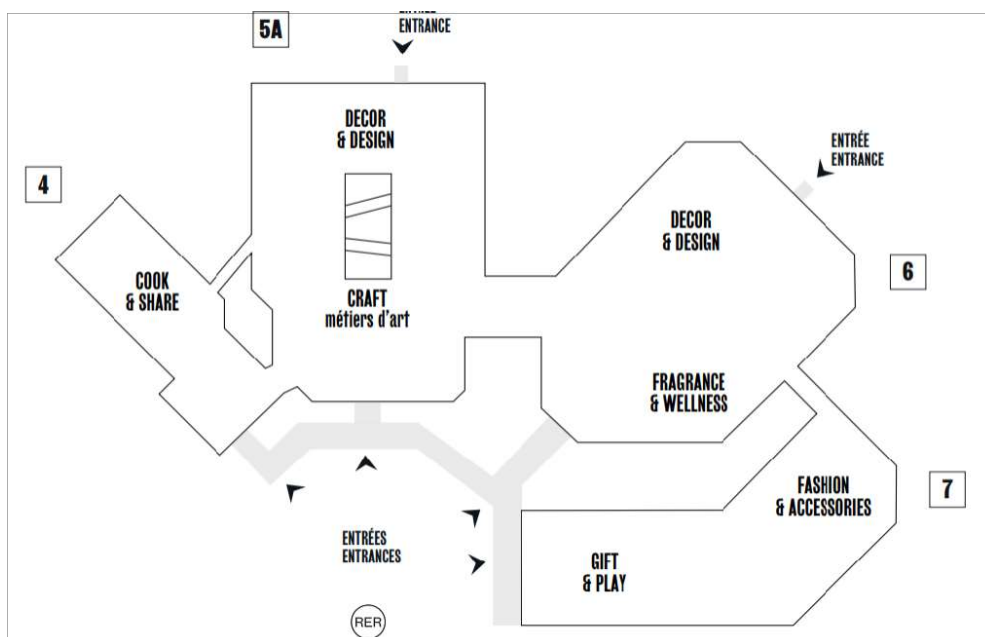 5A
ENTRANCE
DECOR
& DESIGN
ENTRÉE
ENTRANCE
4
DECOR
& DESIGN
6
COOK
& SHARE
CRAFT
métiers d'art
FRAGRANCE
& WELLNESS
7
FASHION
& ACCESSORIES
ENTRÉES
ENTRANCES
GIFT
& PLAY
RER